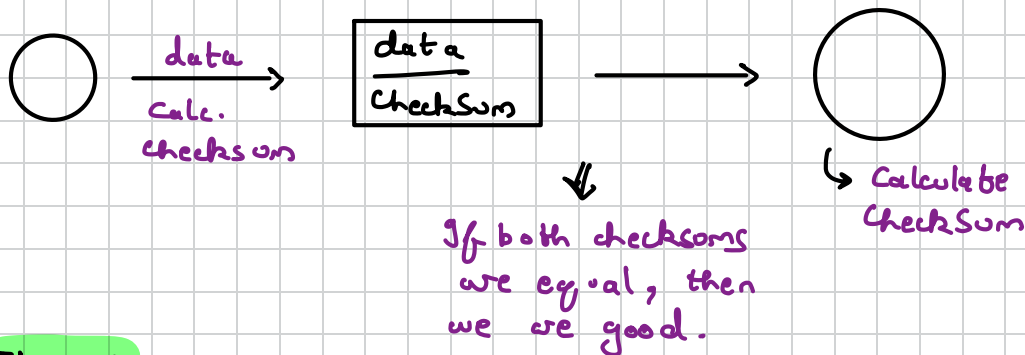 data
Calc.
checksum
data
CheckSum
Calculate
CheckSum
If both checksums
are equal, then
we are good.